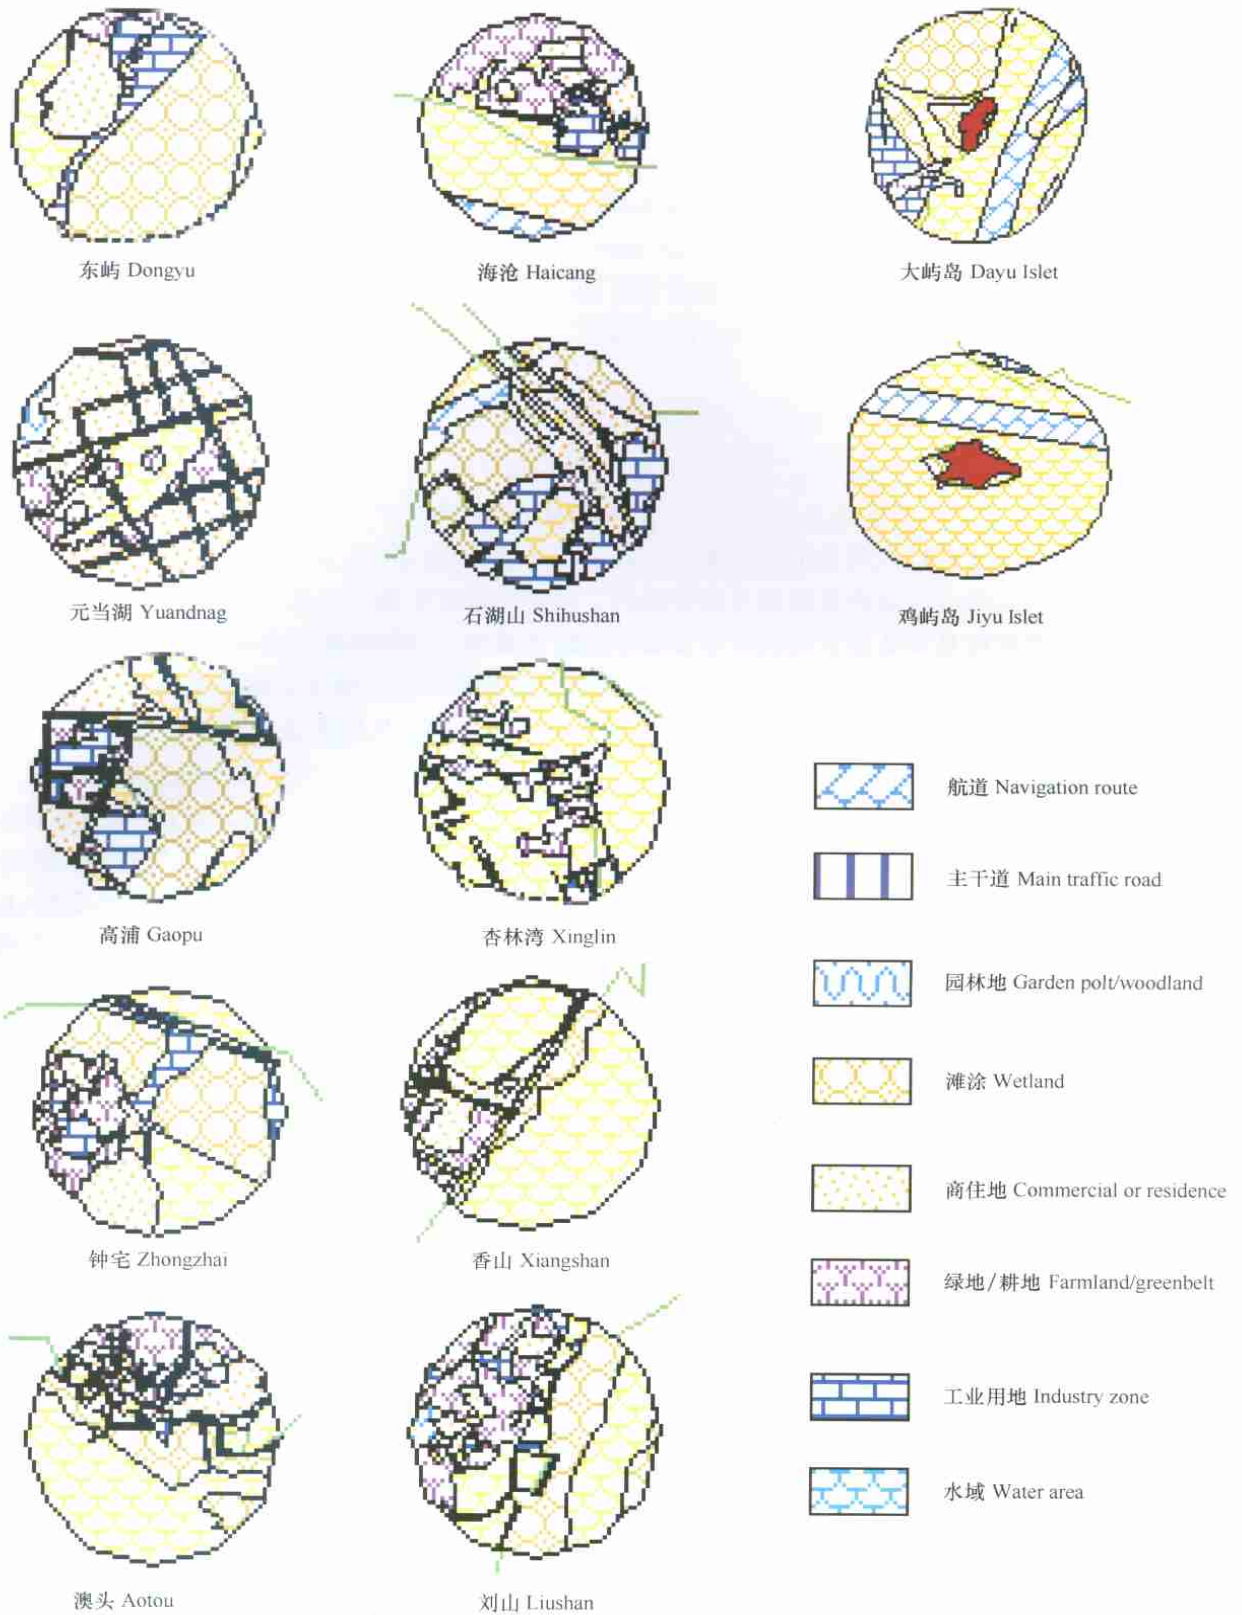 东屿 Dongyu
海沧 Haicang
大屿岛 Dayu Islet
元当湖 Yuandnag
石湖山 Shihushan
鸡屿岛 Jiyu Islet
高浦 Gaopu
杏林湾 Xinglin
钟宅 Zhongzhai
香山 Xiangshan
澳头 Aotou
刘山 Liushan
航道 Navigation route
主干道 Main traffic road
园林地 Garden polt/woodland
滩涂 Wetland
商住地 Commercial or residence
绿地/耕地 Farmland/greenbelt
工业用地 Industry zone
水域 Water area